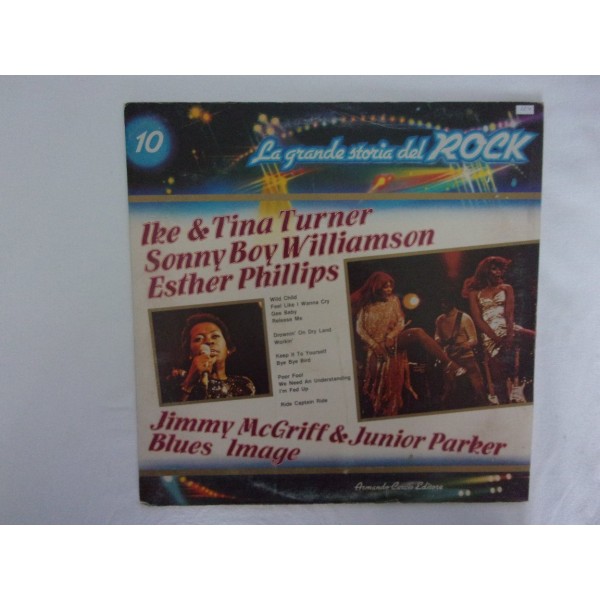 10
La grande storia del ROCK
Ike & Tina Turner
Sonny Boy Williamson
Esther Phillips
Wild Child
Feel Like I Wanna Cry
Gee Baby
Release Me
Drownin' On Dry Land
Walkin'
Keep It To Yourself
Bye Bye Bird
Poor Fool
We Need An Understanding
I'm Fed Up
Ride Captain Ride
Jimmy McGriff & Junior Parker
Blues Image
Armando Curcio Editore